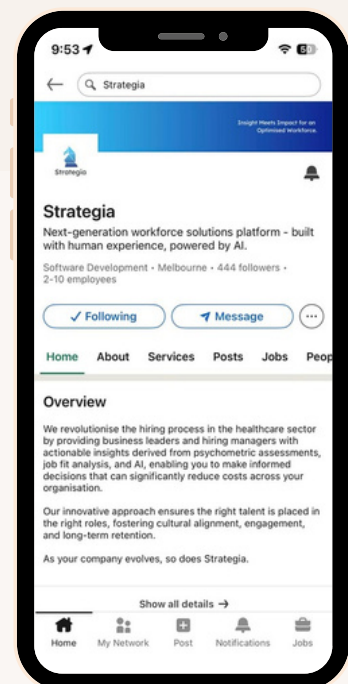 9:53
50
Strategia
Insight Meets Impact for an
Optimised Workforce.
Strategia
Strategia
Next-generation workforce solutions platform - built
with human experience, powered by AI.
Software Development • Melbourne • 444 followers •
2-10 employees
Following
Message
Home About Services Posts Jobs Peop
Overview
We revolutionise the hiring process in the healthcare sector
by providing business leaders and hiring managers with
actionable insights derived from psychometric assessments,
job fit analysis, and AI, enabling you to make informed
decisions that can significantly reduce costs across your
organisation.
Our innovative approach ensures the right talent is placed in
the right roles, fostering cultural alignment, engagement,
and long-term retention.
As your company evolves, so does Strategia.
Show all details →
Home My Network Post Notifications Jobs